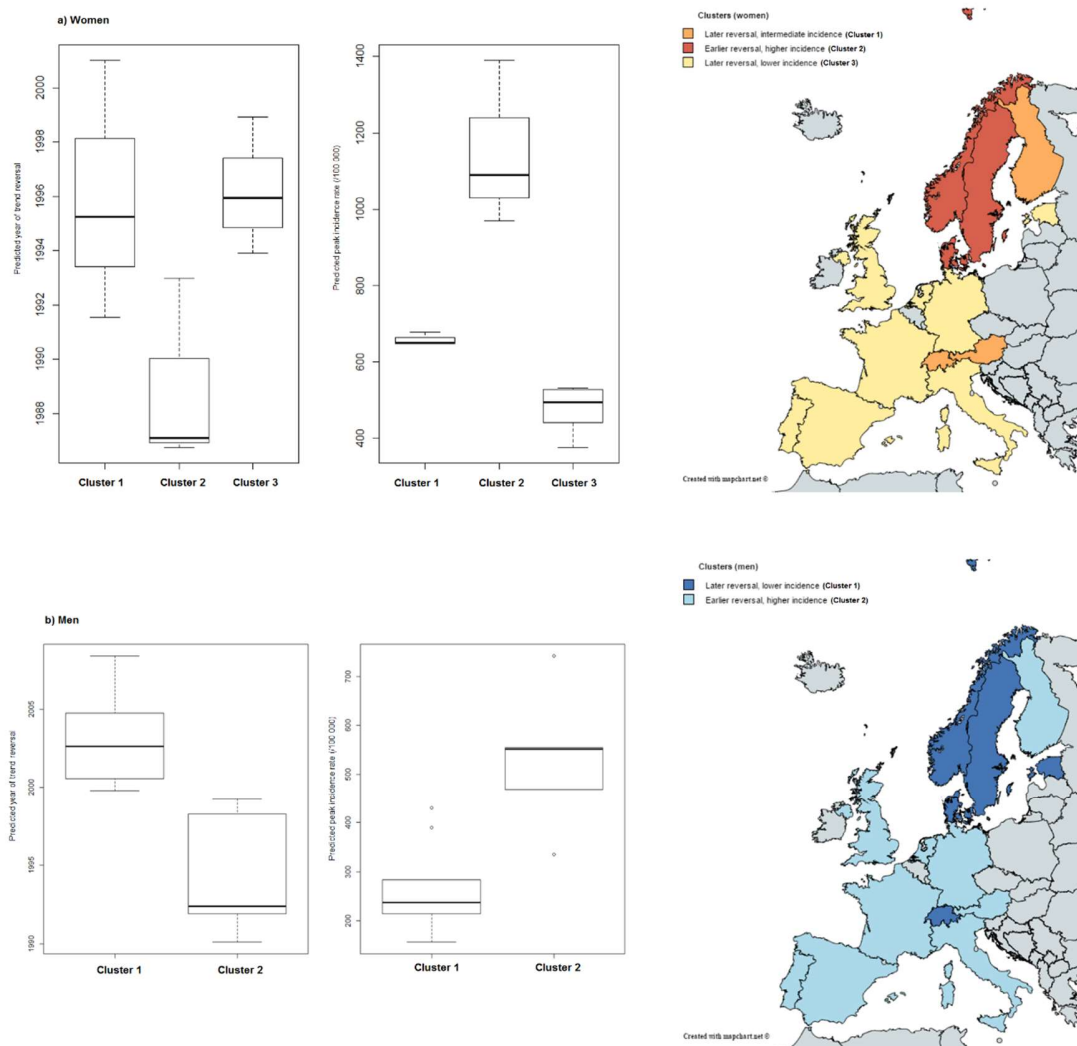 a) Women
Predicted year of trend reversal
2000
1998
1996
1994
1992
1990
1988
Cluster 1
Cluster 2
Cluster 3
Predicted peak incidence rate (/100 000)
1400
1200
1000
800
600
400
Cluster 1
Cluster 2
Cluster 3
Clusters (women)
Later reversal, intermediate incidence (Cluster 1)
Earlier reversal, higher incidence (Cluster 2)
Later reversal, lower incidence (Cluster 3)
Created with mapchart.net ©
b) Men
Predicted year of trend reversal
2005
2000
1995
1990
Cluster 1
Cluster 2
Predicted peak incidence rate (/100 000)
700
600
500
400
300
200
Cluster 1
Cluster 2
Clusters (men)
Later reversal, lower incidence (Cluster 1)
Earlier reversal, higher incidence (Cluster 2)
Created with mapchart.net ©